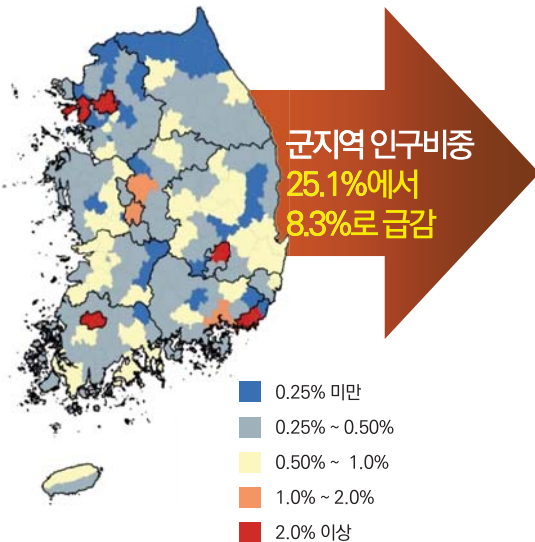 군지역 인구비중
25.1%에서
8.3%로 급감
0.25% 미만
0.25% ~ 0.50%
0.50% ~ 1.0%
1.0% ~ 2.0%
2.0% 이상